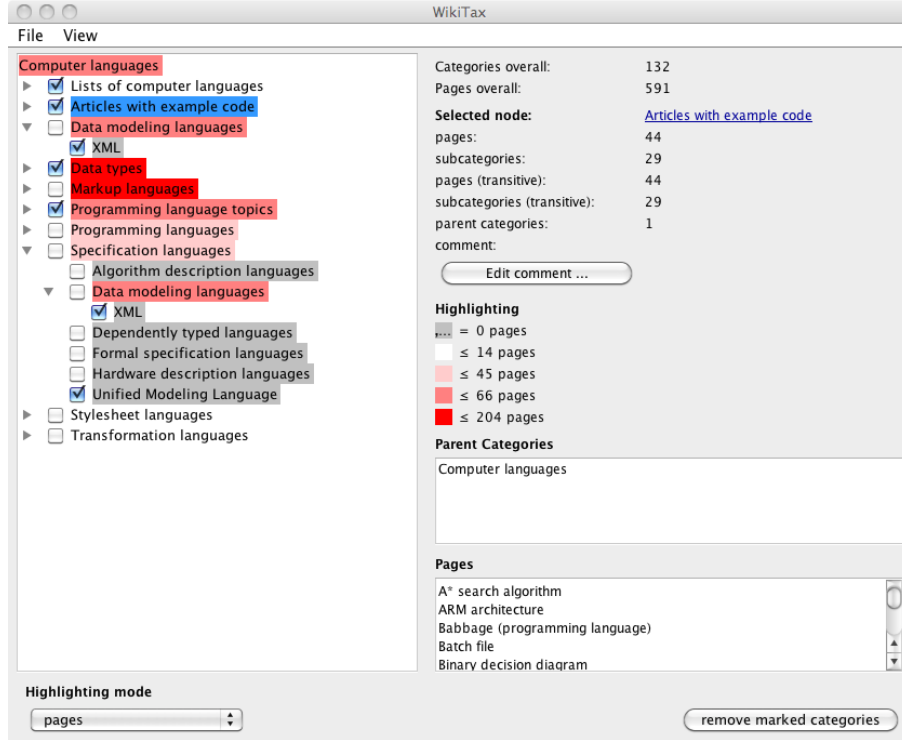 WikiTax
File View
Computer languages
Lists of computer languages
Articles with example code
Data modeling languages
XML
Data types
Markup languages
Programming language topics
Programming languages
Specification languages
Algorithm description languages
Data modeling languages
XML
Dependently typed languages
Formal specification languages
Hardware description languages
Unified Modeling Language
Stylesheet languages
Transformation languages
Categories overall: 132
Pages overall: 591
Selected node: Articles with example code
pages: 44
subcategories: 29
pages (transitive): 44
subcategories (transitive): 29
parent categories: 1
comment:
Edit comment ...
Highlighting
,... = 0 pages
≤ 14 pages
≤ 45 pages
≤ 66 pages
≤ 204 pages
Parent Categories
Computer languages
Pages
A* search algorithm
ARM architecture
Babbage (programming language)
Batch file
Binary decision diagram
Highlighting mode
pages
remove marked categories